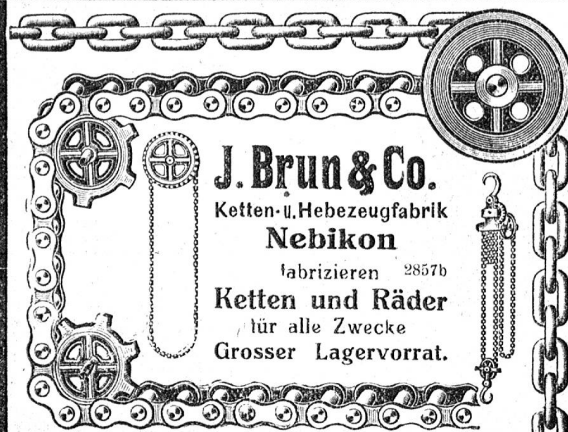 J. Brun & Co.
Ketten- u. Hebezeugfabrik
Nebikon
fabrizieren 2857b
Ketten und Räder
für alle Zwecke
Grosser Lagervorrat.